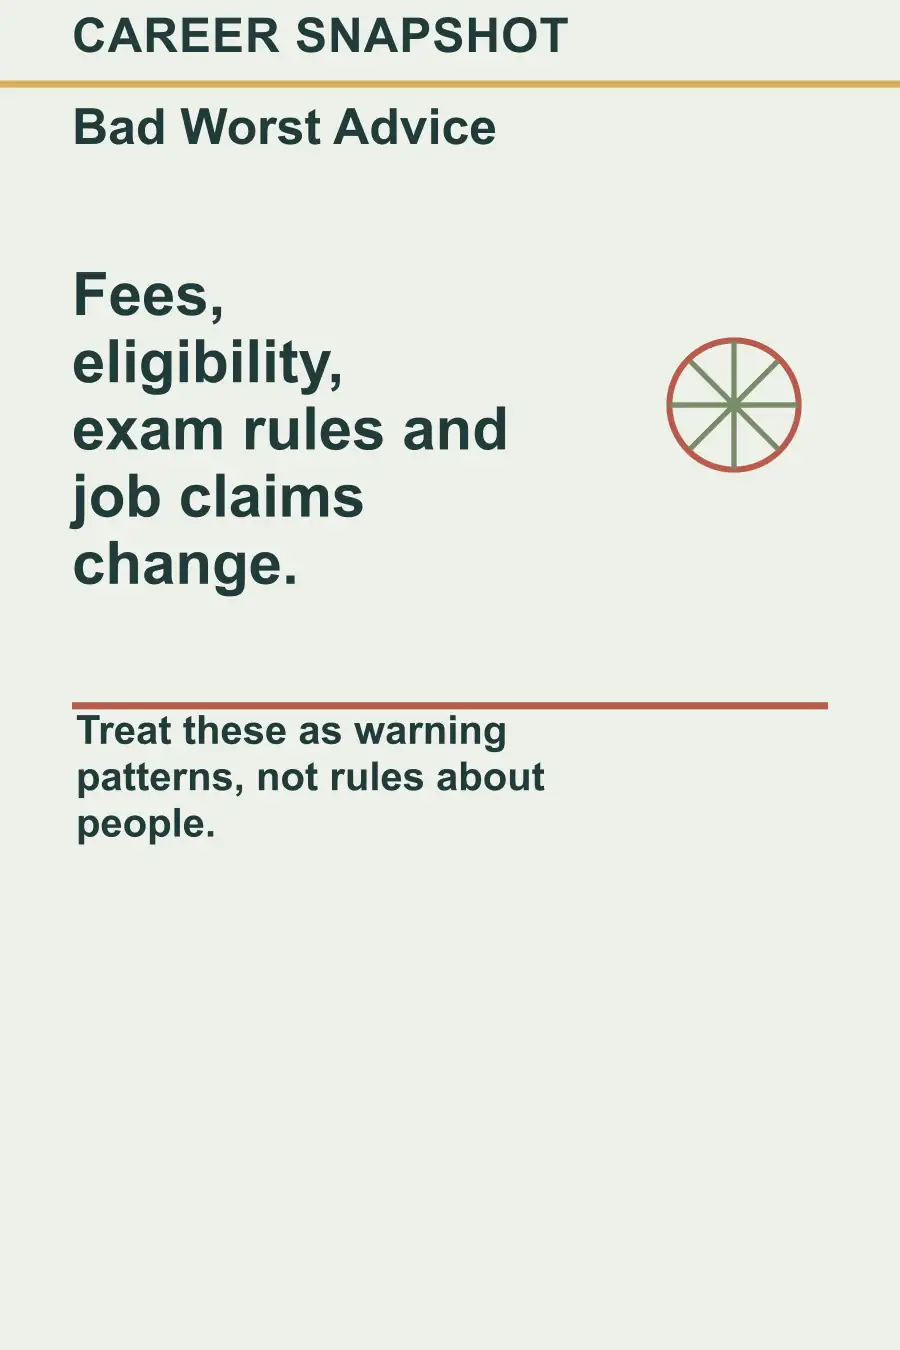 CAREER SNAPSHOT
Bad Worst Advice
Fees,
eligibility,
exam rules and
job claims
change.
Treat these as warning
patterns, not rules about
people.